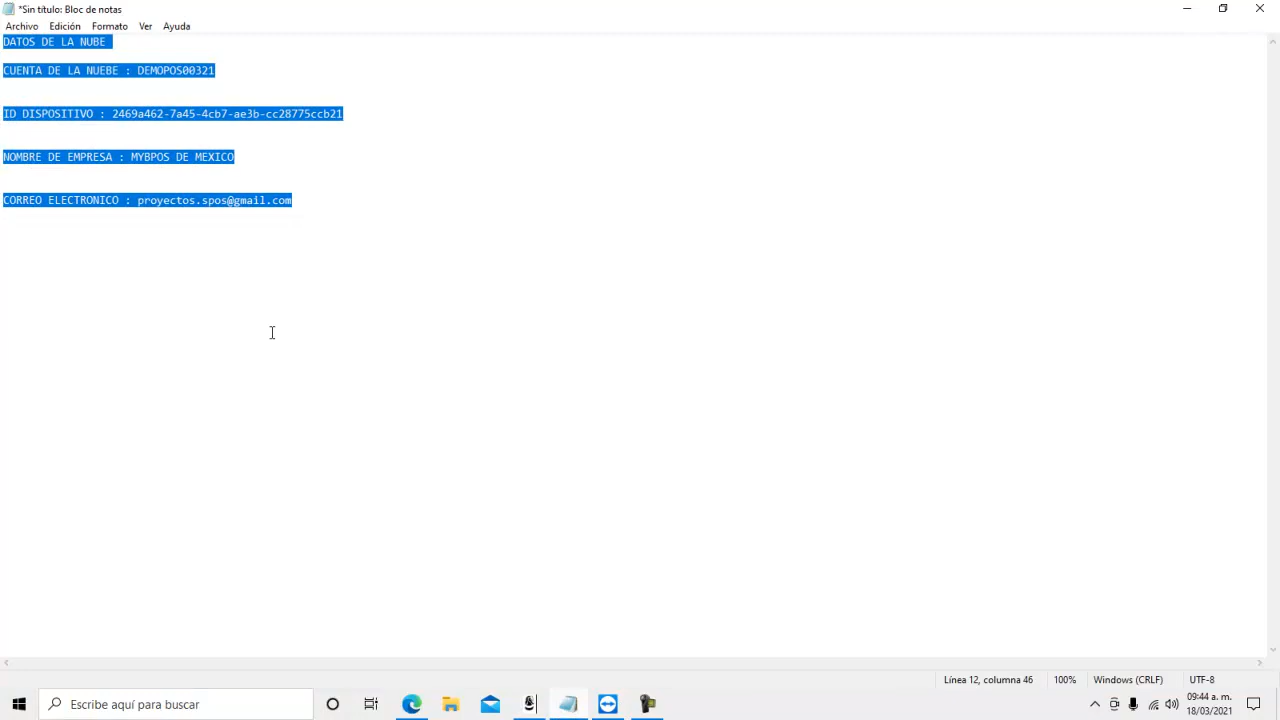 *Sin título: Bloc de notas
Archivo Edición Formato Ver Ayuda
DATOS DE LA NUBE
CUENTA DE LA NUEBE : DEMOPOS00321
ID DISPOSITIVO : 2469a462-7a45-4cb7-ae3b-cc28775ccb21
NOMBRE DE EMPRESA : MYBPOS DE MEXICO
CORREO ELECTRONICO : proyectos.spos@gmail.com
Línea 12, columna 46 100% Windows (CRLF) UTF-8
Escribe aquí para buscar
09:44 a. m.
18/03/2021